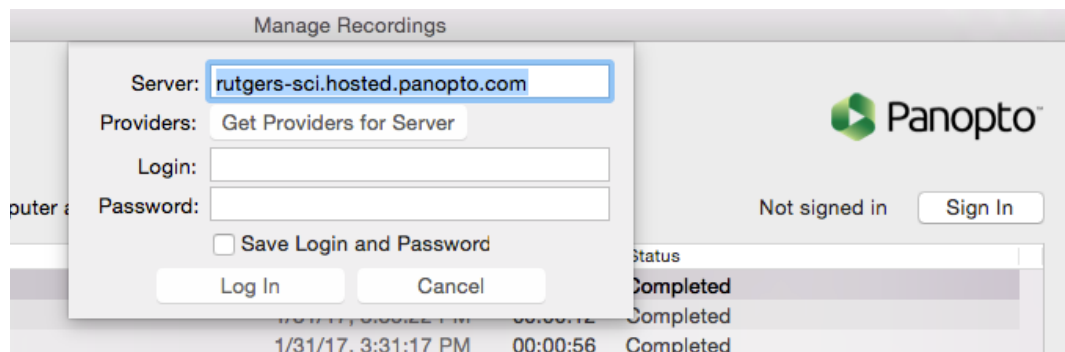 Manage Recordings
Server: rutgers-sci.hosted.panopto.com
Providers: Get Providers for Server
Panopto™
Login:
Password:
Not signed in Sign In
Save Login and Password
Status
Log In Cancel
Completed
Completed
1/31/17, 3:31:17 PM 00:00:56 Completed